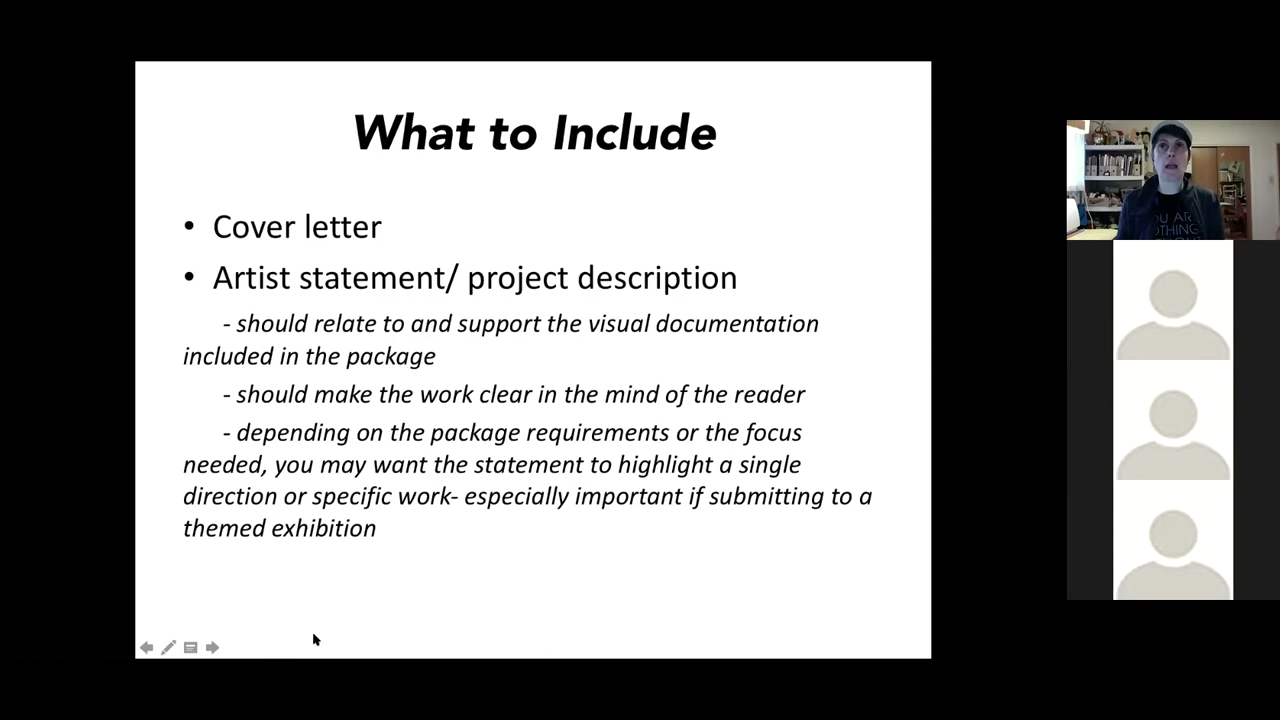 What to Include
• Cover letter
• Artist statement/ project description
- should relate to and support the visual documentation
included in the package
- should make the work clear in the mind of the reader
- depending on the package requirements or the focus
needed, you may want the statement to highlight a single
direction or specific work- especially important if submitting to a
themed exhibition
OU AR
OTHING